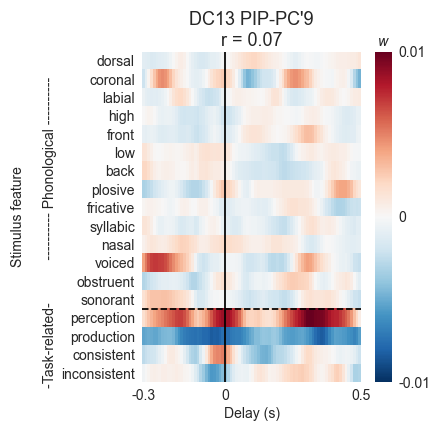 DC13 PIP-PC'9
r = 0.07
w
dorsal
coronal
labial
high
front
low
back
plosive
fricative
syllabic
nasal
voiced
obstruent
sonorant
perception
production
consistent
inconsistent
Stimulus feature
---------- Phonological ----------
-Task-related-
0.01
0
-0.01
-0.3 0 0.5
Delay (s)